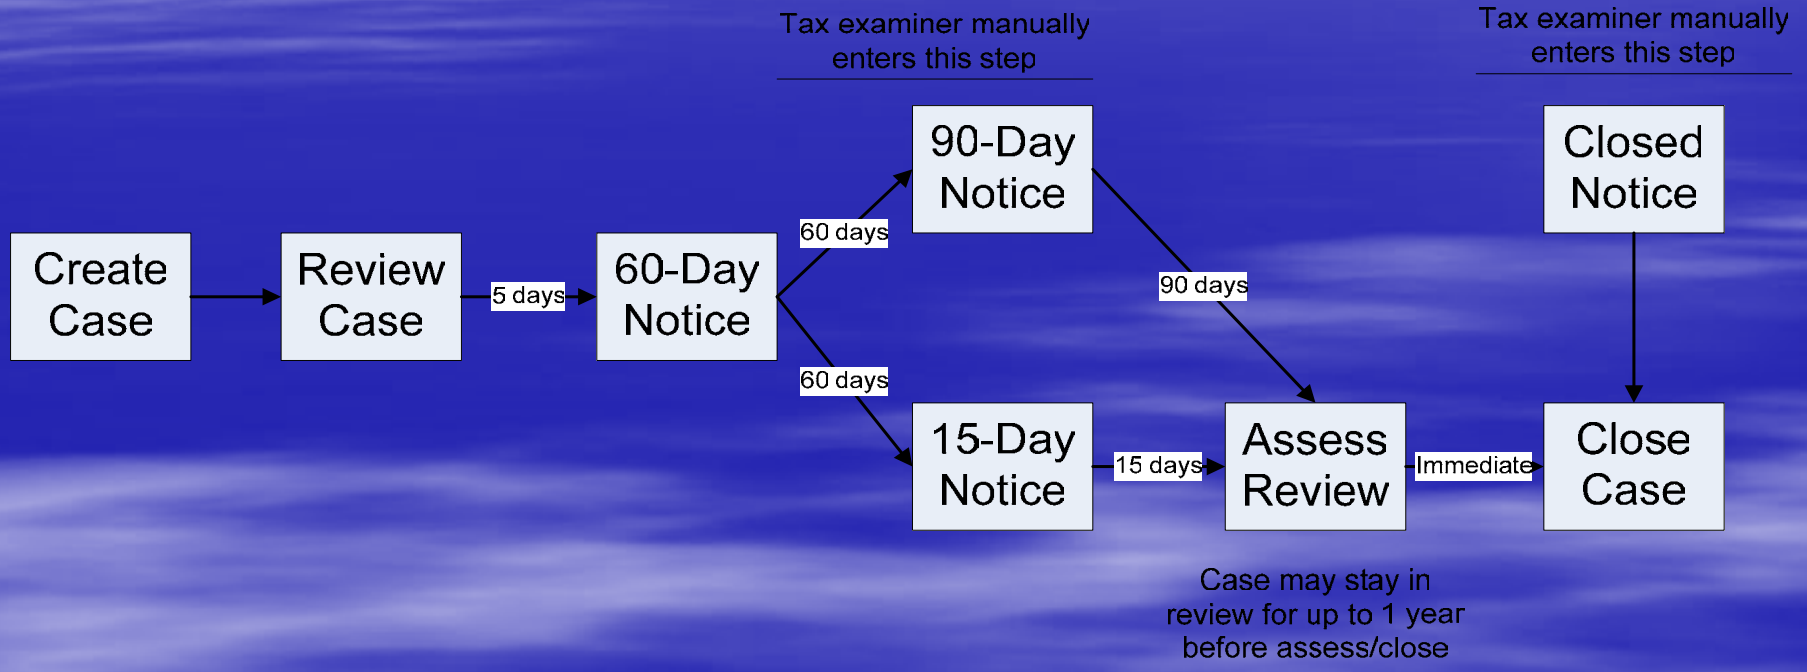 Tax examiner manually
enters this step
Tax examiner manually
enters this step
90-Day
Notice
Closed
Notice
60 days
Create
Case
Review
Case
5 days
60-Day
Notice
90 days
60 days
15-Day
Notice
15 days
Assess
Review
Immediate
Close
Case
Case may stay in
review for up to 1 year
before assess/close